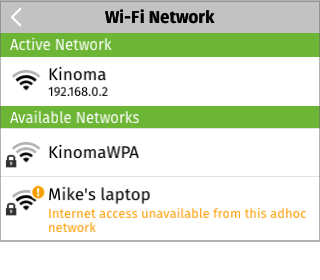 Wi-Fi Network
Active Network
Kinoma
192.168.0.2
Available Networks
KinomaWPA
Mike's laptop
Internet access unavailable from this adhoc
network